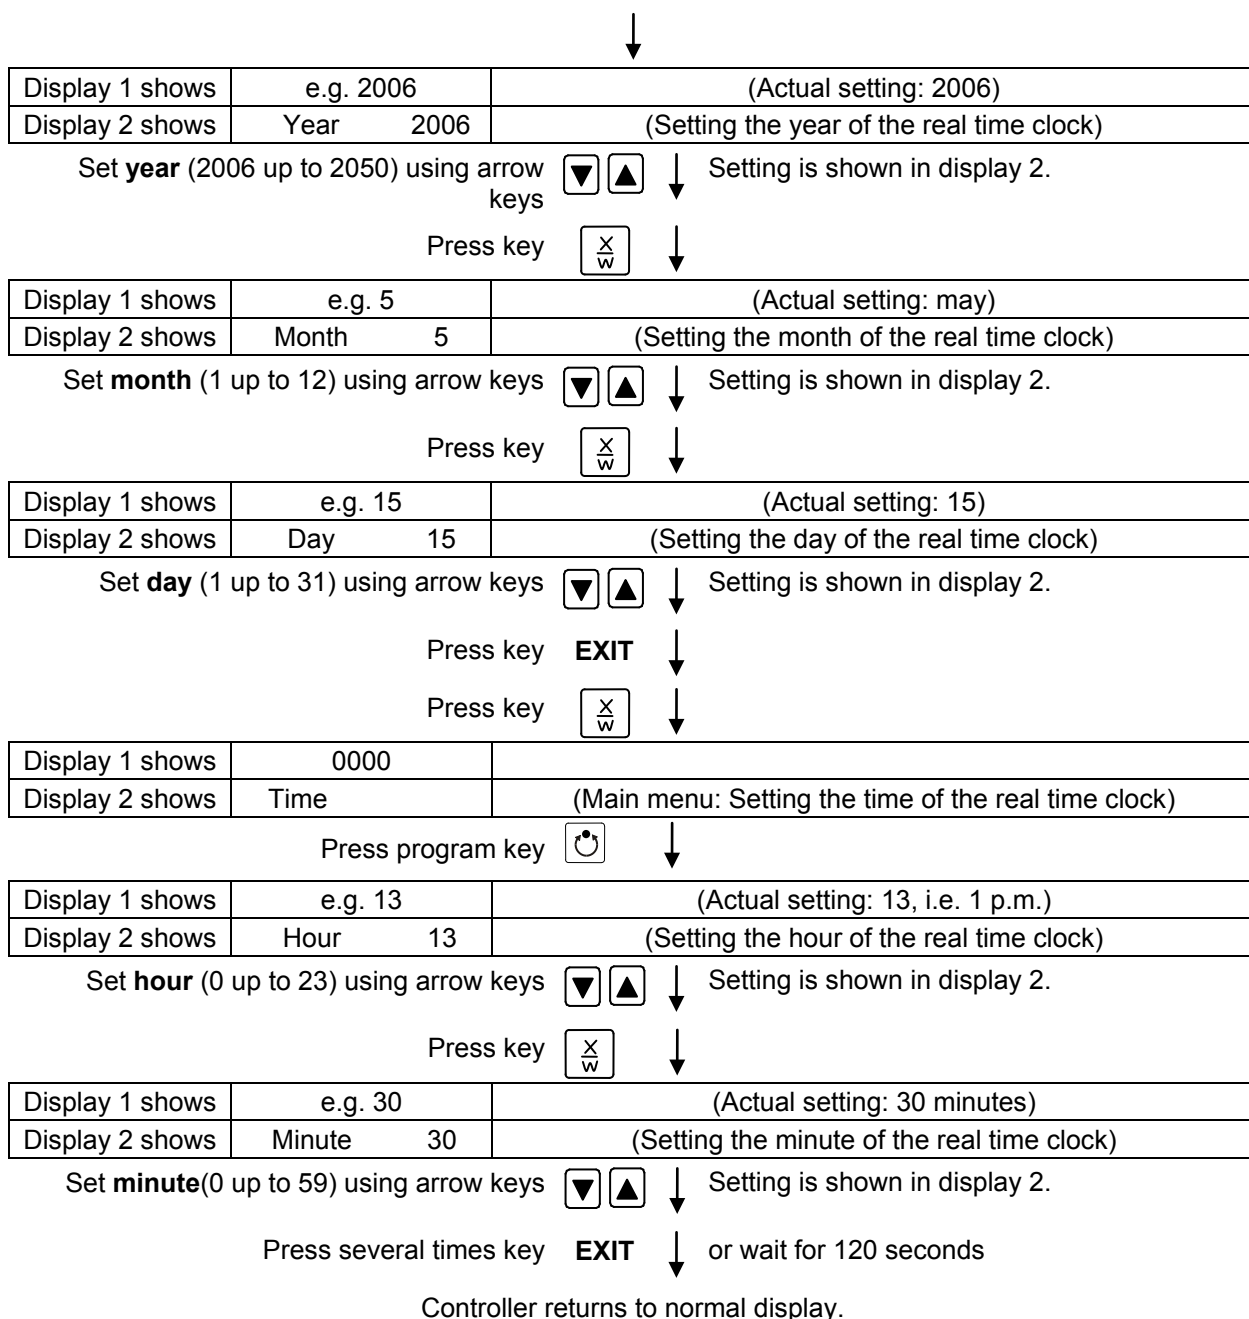 Display 1 shows e.g. 2006 (Actual setting: 2006)
Display 2 shows Year 2006 (Setting the year of the real time clock)
Set year (2006 up to 2050) using arrow keys Setting is shown in display 2.
Press key X/W
Display 1 shows e.g. 5 (Actual setting: may)
Display 2 shows Month 5 (Setting the month of the real time clock)
Set month (1 up to 12) using arrow keys Setting is shown in display 2.
Press key X/W
Display 1 shows e.g. 15 (Actual setting: 15)
Display 2 shows Day 15 (Setting the day of the real time clock)
Set day (1 up to 31) using arrow keys Setting is shown in display 2.
Press key EXIT
Press key X/W
Display 1 shows 0000
Display 2 shows Time (Main menu: Setting the time of the real time clock)
Press program key
Display 1 shows e.g. 13 (Actual setting: 13, i.e. 1 p.m.)
Display 2 shows Hour 13 (Setting the hour of the real time clock)
Set hour (0 up to 23) using arrow keys Setting is shown in display 2.
Press key X/W
Display 1 shows e.g. 30 (Actual setting: 30 minutes)
Display 2 shows Minute 30 (Setting the minute of the real time clock)
Set minute(0 up to 59) using arrow keys Setting is shown in display 2.
Press several times key EXIT or wait for 120 seconds
Controller returns to normal display.